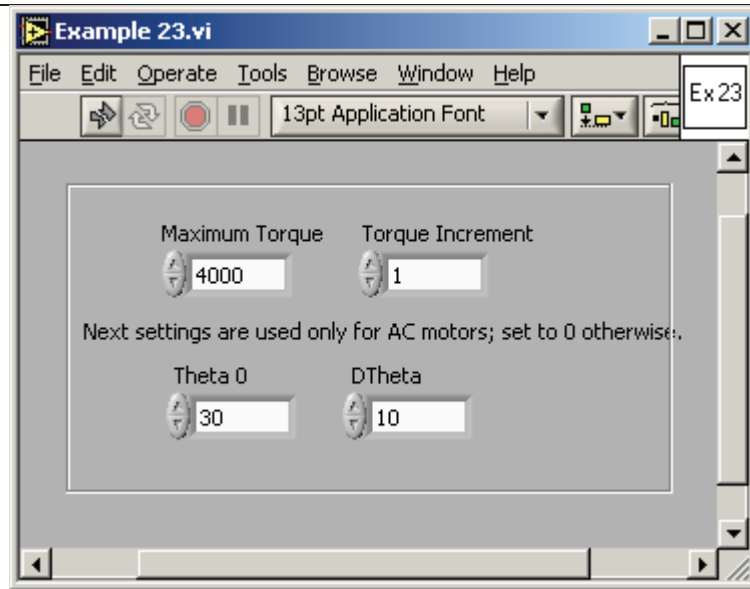 Example 23.vi
File Edit Operate Tools Browse Window Help
Ex 23
13pt Application Font
Maximum Torque Torque Increment
4000 1
Next settings are used only for AC motors; set to 0 otherwise.
Theta 0 DTheta
30 10